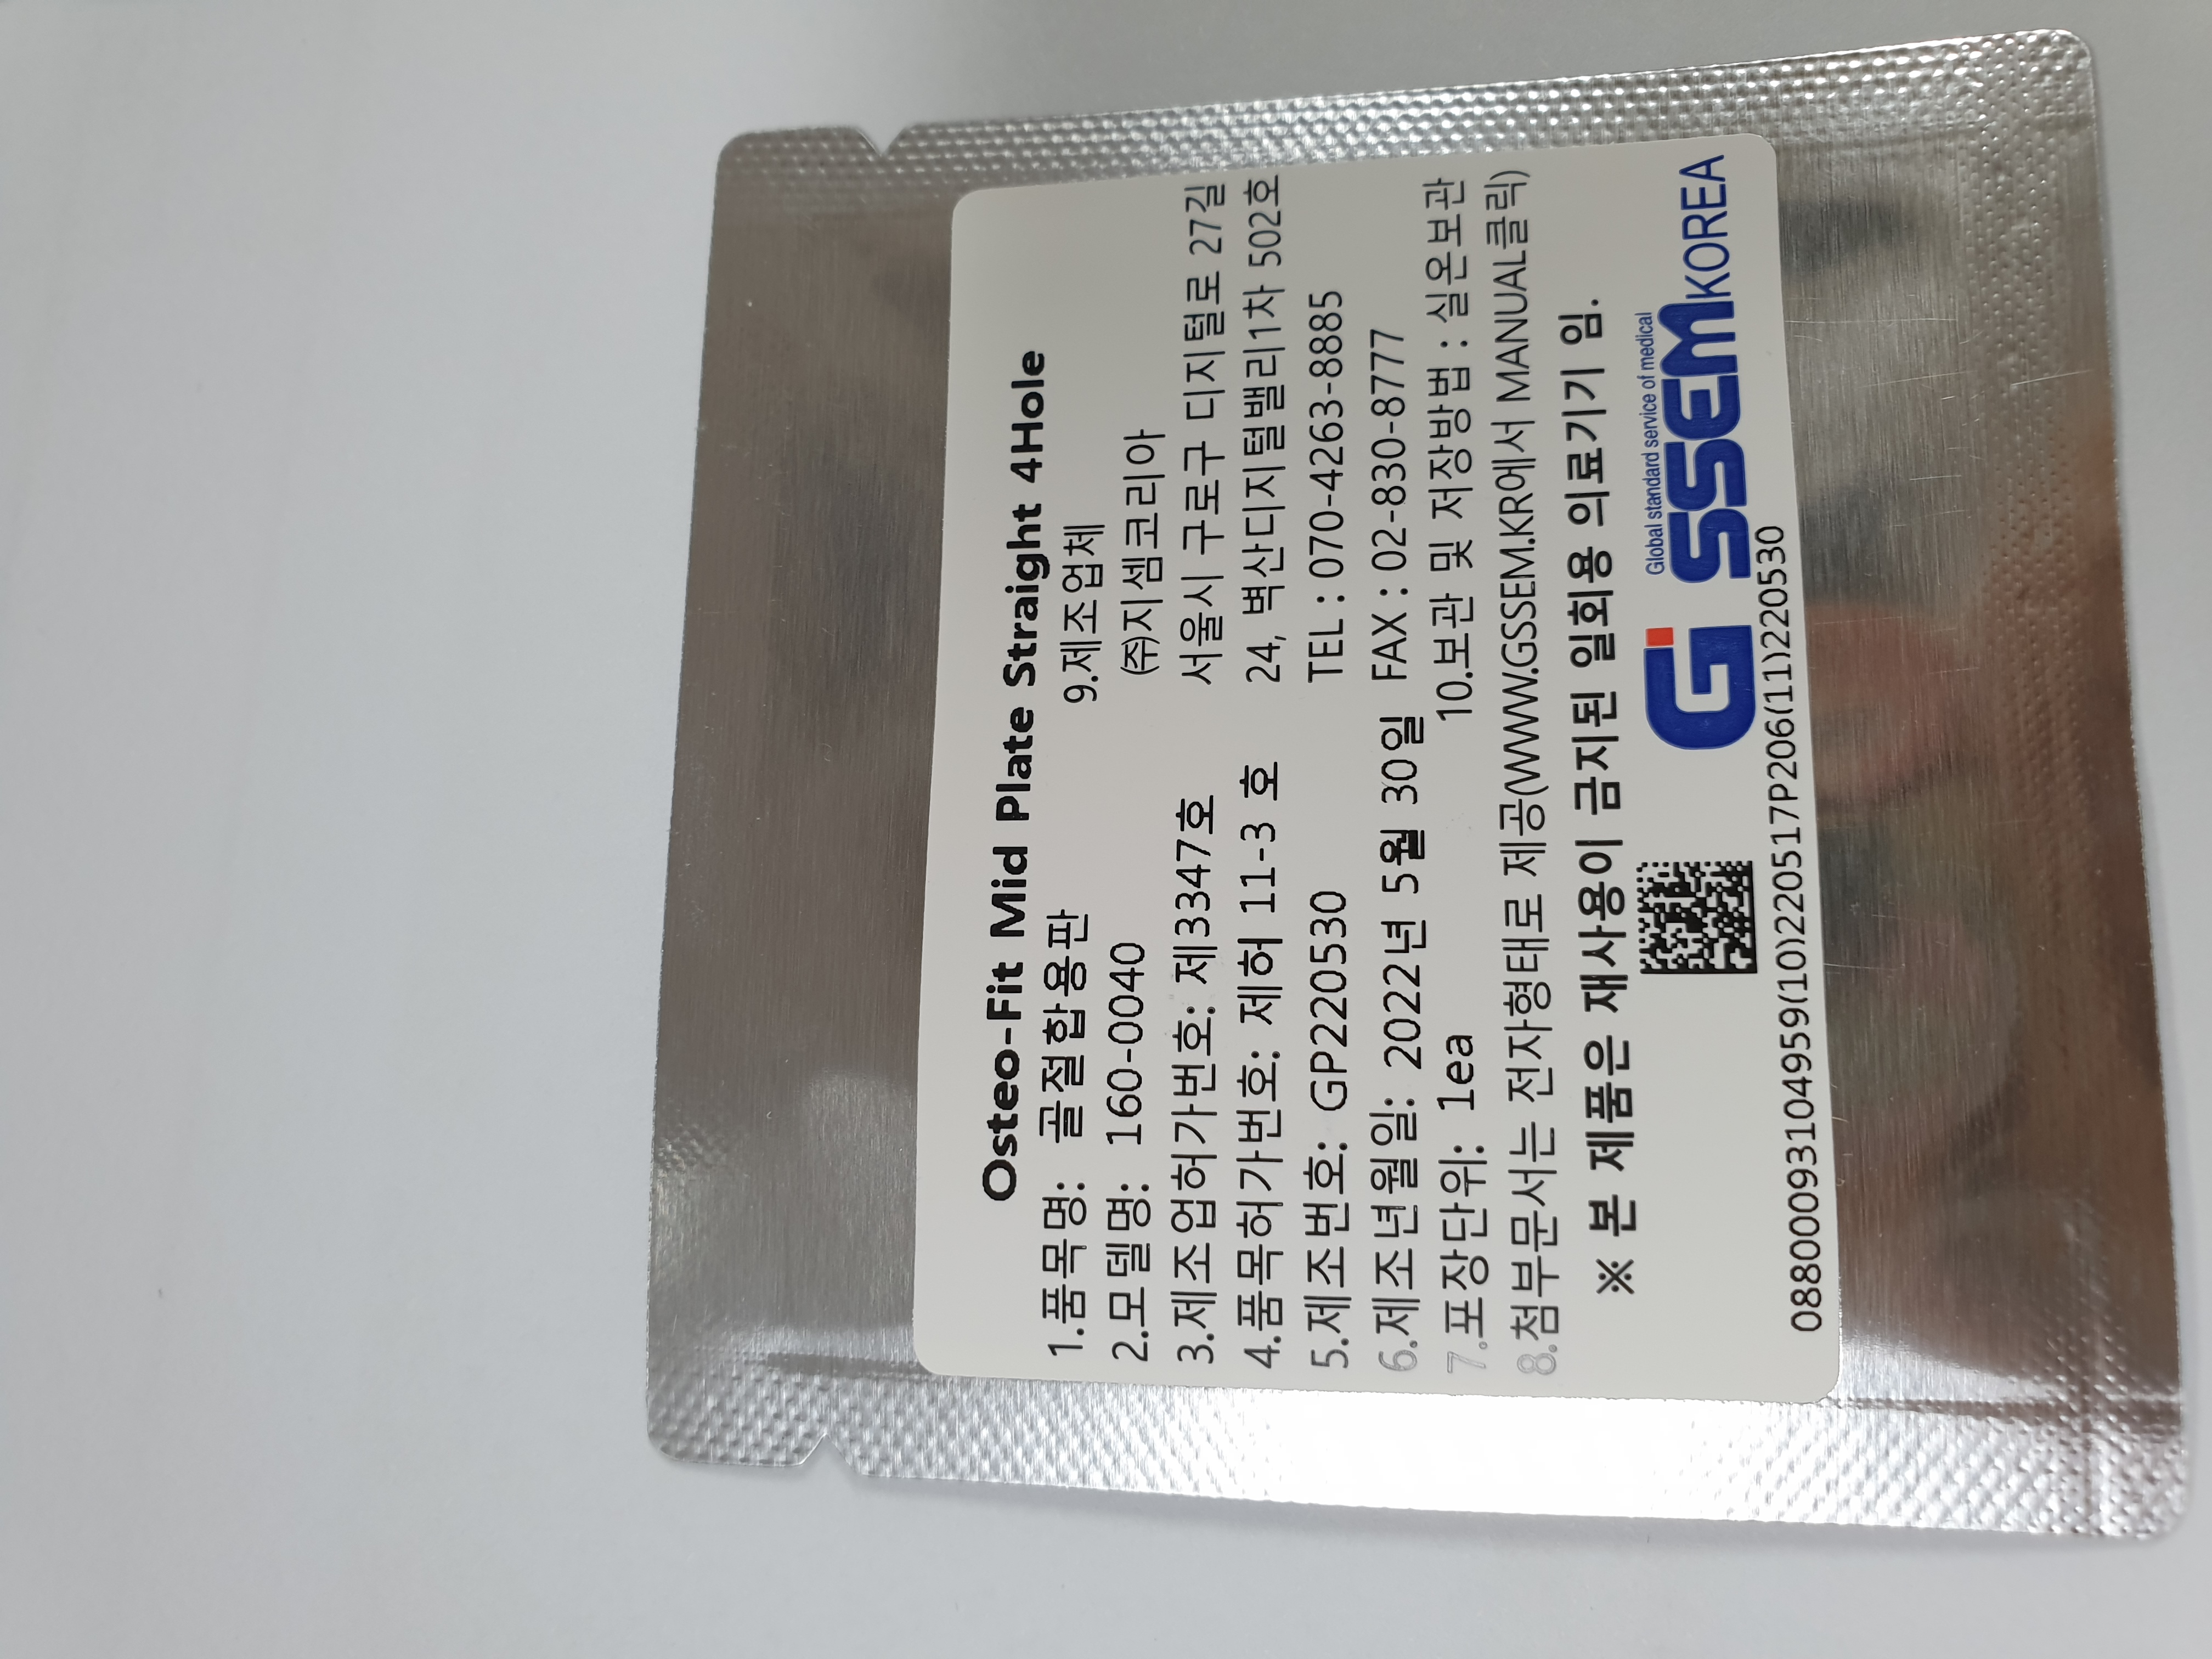 Osteo-Fit Mid Plate Straight 4Hole
1.품목명: 골절합용판
2.모델명: 160-0040
3.제조업허가번호: 제3347호
4.품목허가번호: 제허 11-3 호
5.제조번호: GP220530
6.제조년월일: 2022년 5월 30일
7.포장단위: 1ea
9.제조업체
(주)지셈코리아
서울시 구로구 디지털로 27길
24, 벽산디지털밸리1차 502호
TEL : 070-4263-8885
FAX : 02-830-8777
10.보관 및 저장방법 : 실온보관
8.첨부문서는 전자형태로 제공(WWW.GSSEM.KR에서 MANUAL클릭)
※ 본 제품은 재사용이 금지된 일회용 의료기기 임.
Global standard service of medical
G SSEM KOREA
08800093104959(10)220517P206(11)220530